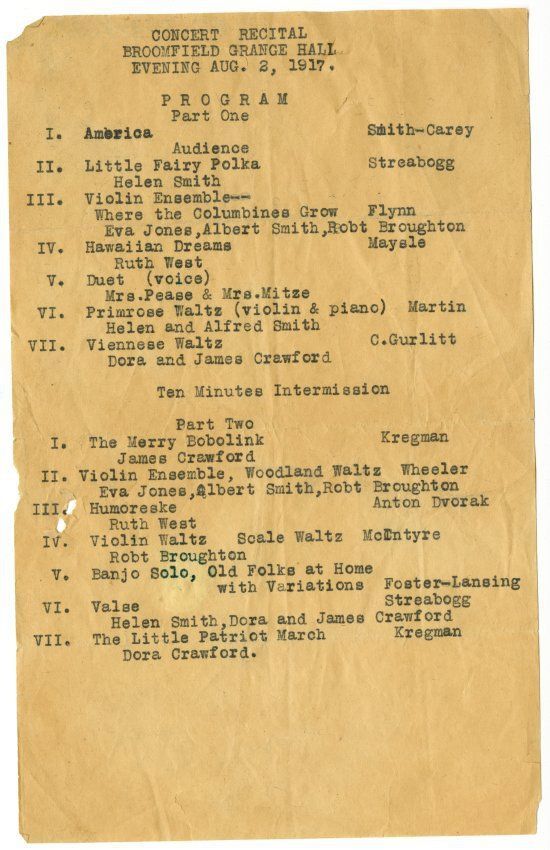 CONCERT RECITAL
BROOMFIELD GRANGE HALL
EVENING AUG. 2, 1917.
PROGRAM
Part One
I. America Smith-Carey
Audience
II. Little Fairy Polka Streabogg
Helen Smith
III. Violin Ensemble--
Where the Columbines Grow Flynn
Eva Jones,Albert Smith,Robt Broughton
IV. Hawaiian Dreams Maysle
Ruth West
V. Duet (voice)
Mrs.Pease & Mrs.Mitze
VI. Primrose Waltz (violin & piano) Martin
Helen and Alfred Smith
VII. Viennese Waltz C.Gurlitt
Dora and James Crawford
Ten Minutes Intermission
Part Two
I. The Merry Bobolink Kregman
James Crawford
II. Violin Ensemble, Woodland Waltz Wheeler
Eva Jones,Albert Smith,Robt Broughton
III. Humoreske Anton Dvorak
Ruth West
IV. Violin Waltz Scale Waltz McIntyre
Robt Broughton
V. Banjo Solo, Old Folks at Home
with Variations Foster-Lansing
VI. Valse Streabogg
Helen Smith,Dora and James Crawford
VII. The Little Patriot March Kregman
Dora Crawford.